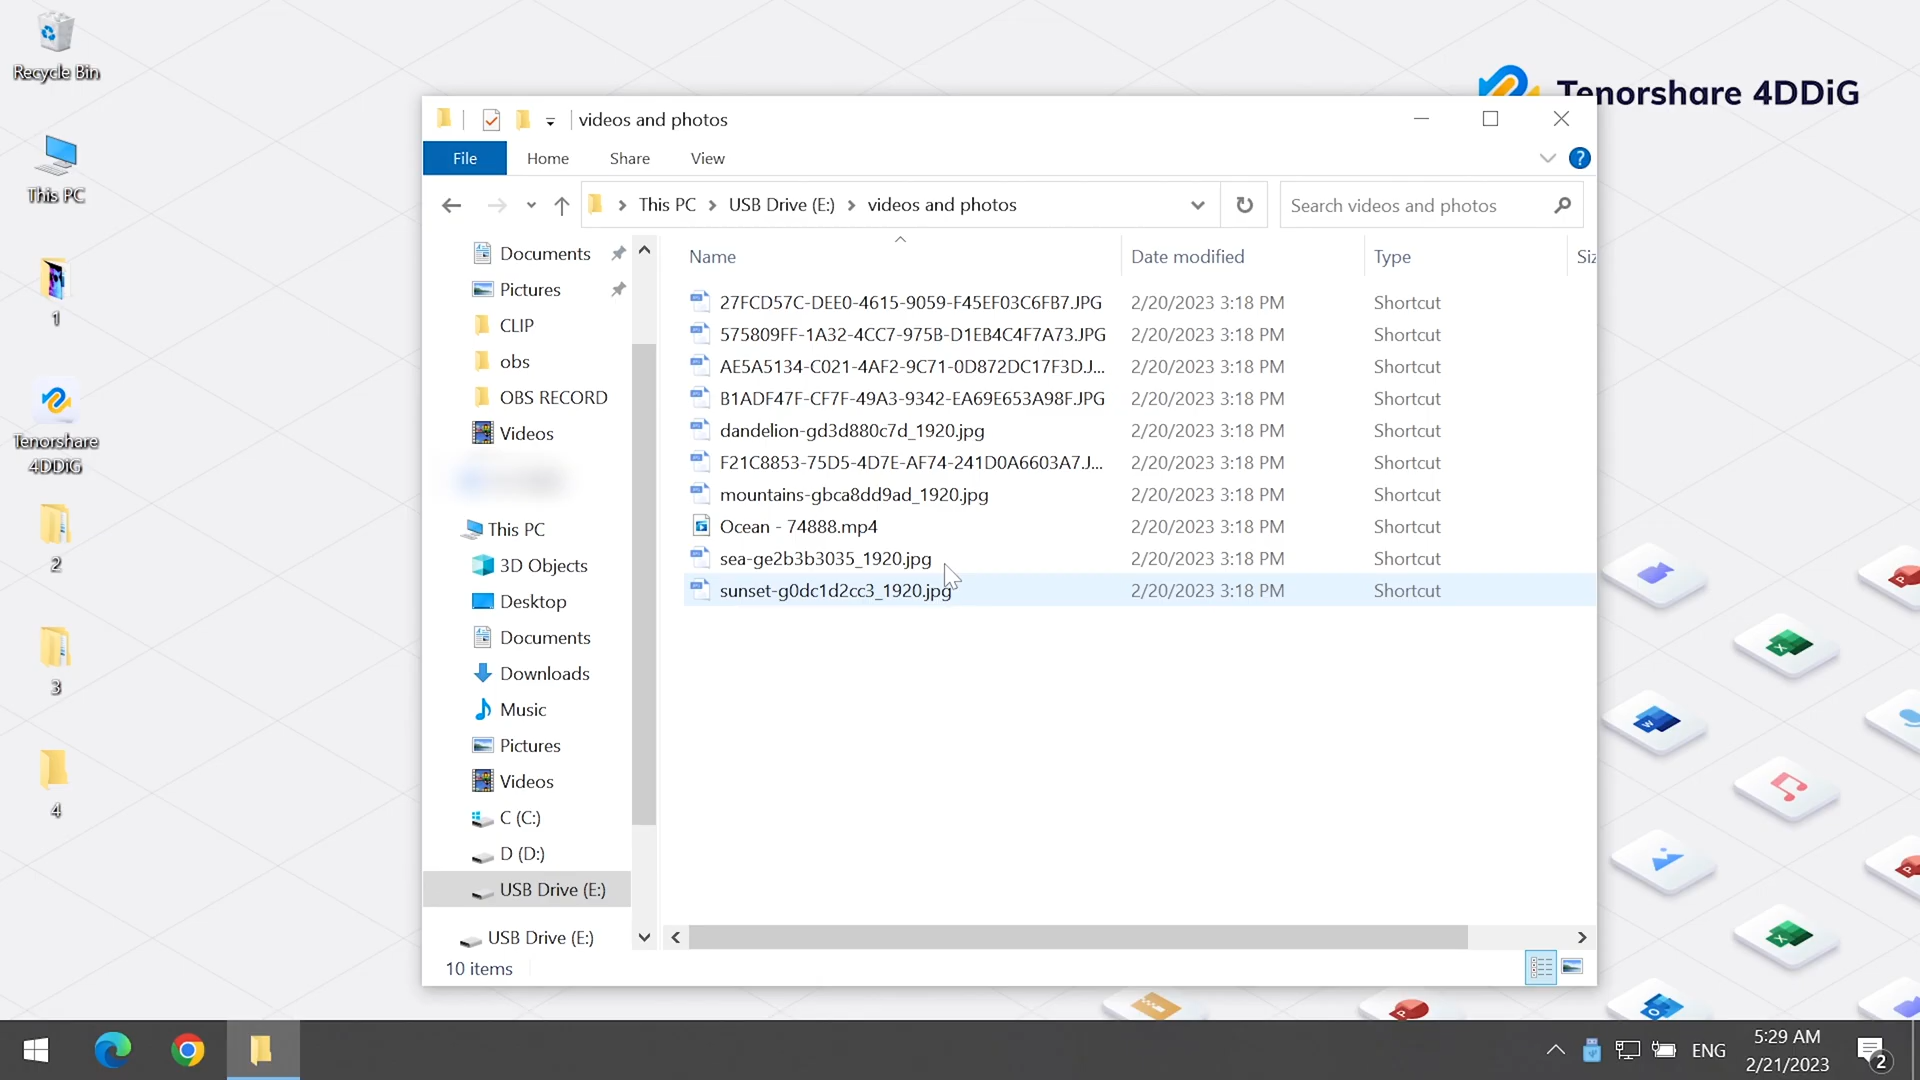 Recycle Bin
This PC
1
Tenorshare
4DDiG
2
3
4
Tenorshare 4DDiG
videos and photos
File Home Share View
This PC USB Drive (E:) videos and photos
Search videos and photos
Documents
Pictures
CLIP
obs
OBS RECORD
Videos
This PC
3D Objects
Desktop
Documents
Downloads
Music
Pictures
Videos
C (C:)
D (D:)
USB Drive (E:)
USB Drive (E:)
Name Date modified Type Siz
27FCD57C-DEE0-4615-9059-F45EF03C6FB7.JPG 2/20/2023 3:18 PM Shortcut
575809FF-1A32-4CC7-975B-D1EB4C4F7A73.JPG 2/20/2023 3:18 PM Shortcut
AE5A5134-C021-4AF2-9C71-0D872DC17F3D.J... 2/20/2023 3:18 PM Shortcut
B1ADF47F-CF7F-49A3-9342-EA69E653A98F.JPG 2/20/2023 3:18 PM Shortcut
dandelion-gd3d880c7d_1920.jpg 2/20/2023 3:18 PM Shortcut
F21C8853-75D5-4D7E-AF74-241D0A6603A7.J... 2/20/2023 3:18 PM Shortcut
mountains-gbca8dd9ad_1920.jpg 2/20/2023 3:18 PM Shortcut
Ocean - 74888.mp4 2/20/2023 3:18 PM Shortcut
sea-ge2b3b3035_1920.jpg 2/20/2023 3:18 PM Shortcut
sunset-g0dc1d2cc3_1920.jpg 2/20/2023 3:18 PM Shortcut
10 items
ENG
5:29 AM
2/21/2023
2